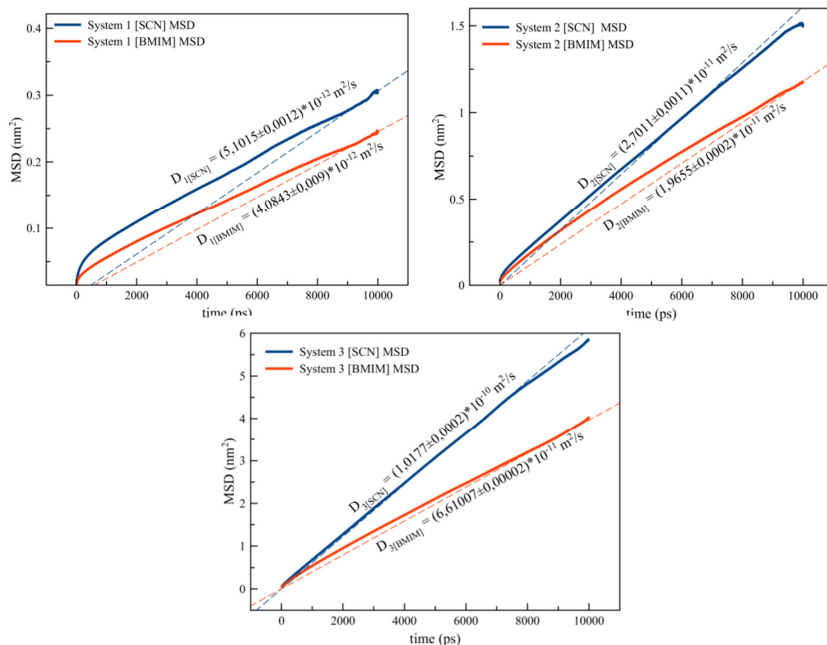 System 1 [SCN] MSD
System 1 [BMIM] MSD
MSD (nm²)
0.4
0.3
0.2
0.1
D1[SCN] = (5,1015±0,0012)*10⁻¹² m²/s
D1[BMIM] = (4,0843±0,009)*10⁻¹² m²/s
0 2000 4000 6000 8000 10000
time (ps)
System 2 [SCN] MSD
System 2 [BMIM] MSD
MSD (nm²)
1.5
1
0.5
0
D2[SCN] = (2,7011±0,0011)*10⁻¹¹ m²/s
D2[BMIM] = (1,9655±0,0002)*10⁻¹¹ m²/s
0 2000 4000 6000 8000 10000
time (ps)
System 3 [SCN] MSD
System 3 [BMIM] MSD
MSD (nm²)
6
5
4
3
2
1
0
D3[SCN] = (1,0177±0,0002)*10⁻¹⁰ m²/s
D3[BMIM] = (6,61007±0,00002)*10⁻¹¹ m²/s
0 2000 4000 6000 8000 10000
time (ps)